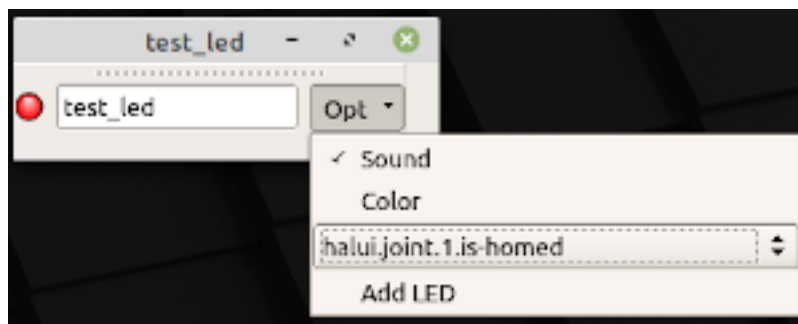 test_led
test_led Opt
Sound
Color
halui.joint.1.is-homed
Add LED